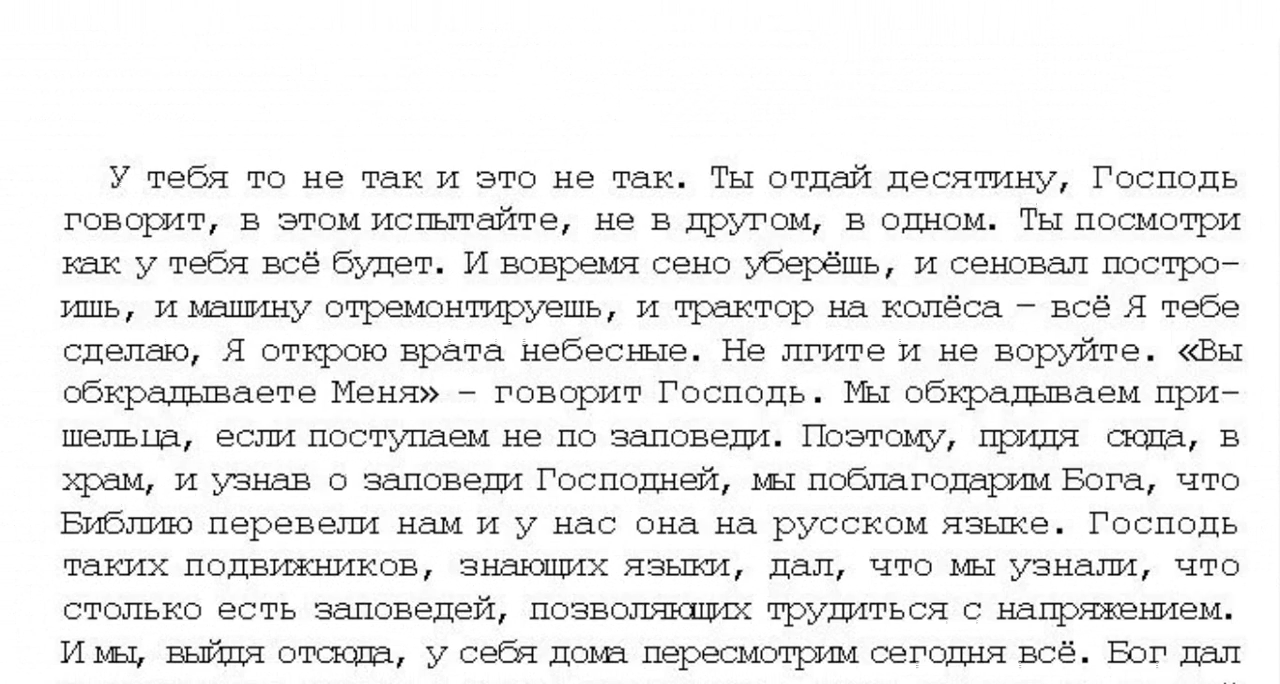 У тебя то не так и это не так. Ты отдай десятину, Господь
говорит, в этом испытайте, не в другом, в одном. Ты посмотри
как у тебя всё будет. И вовремя сено уберёшь, и сеновал постро-
ишь, и машину отремонтируешь, и трактор на колёса – всё Я тебе
сделаю, Я открою врата небесные. Не лгите и не воруйте. «Вы
обкрадываете Меня» – говорит Господь. Мы обкрадываем при-
шельца, если поступаем не по заповеди. Поэтому, придя сюда, в
храм, и узнав о заповеди Господней, мы поблагодарим Бога, что
Библию перевели нам и у нас она на русском языке. Господь
таких подвижников, знающих языки, дал, что мы узнали, что
столько есть заповедей, позволяющих трудиться с напряжением.
И мы, выйдя отсюда, у себя дома пересмотрим сегодня всё. Бог дал